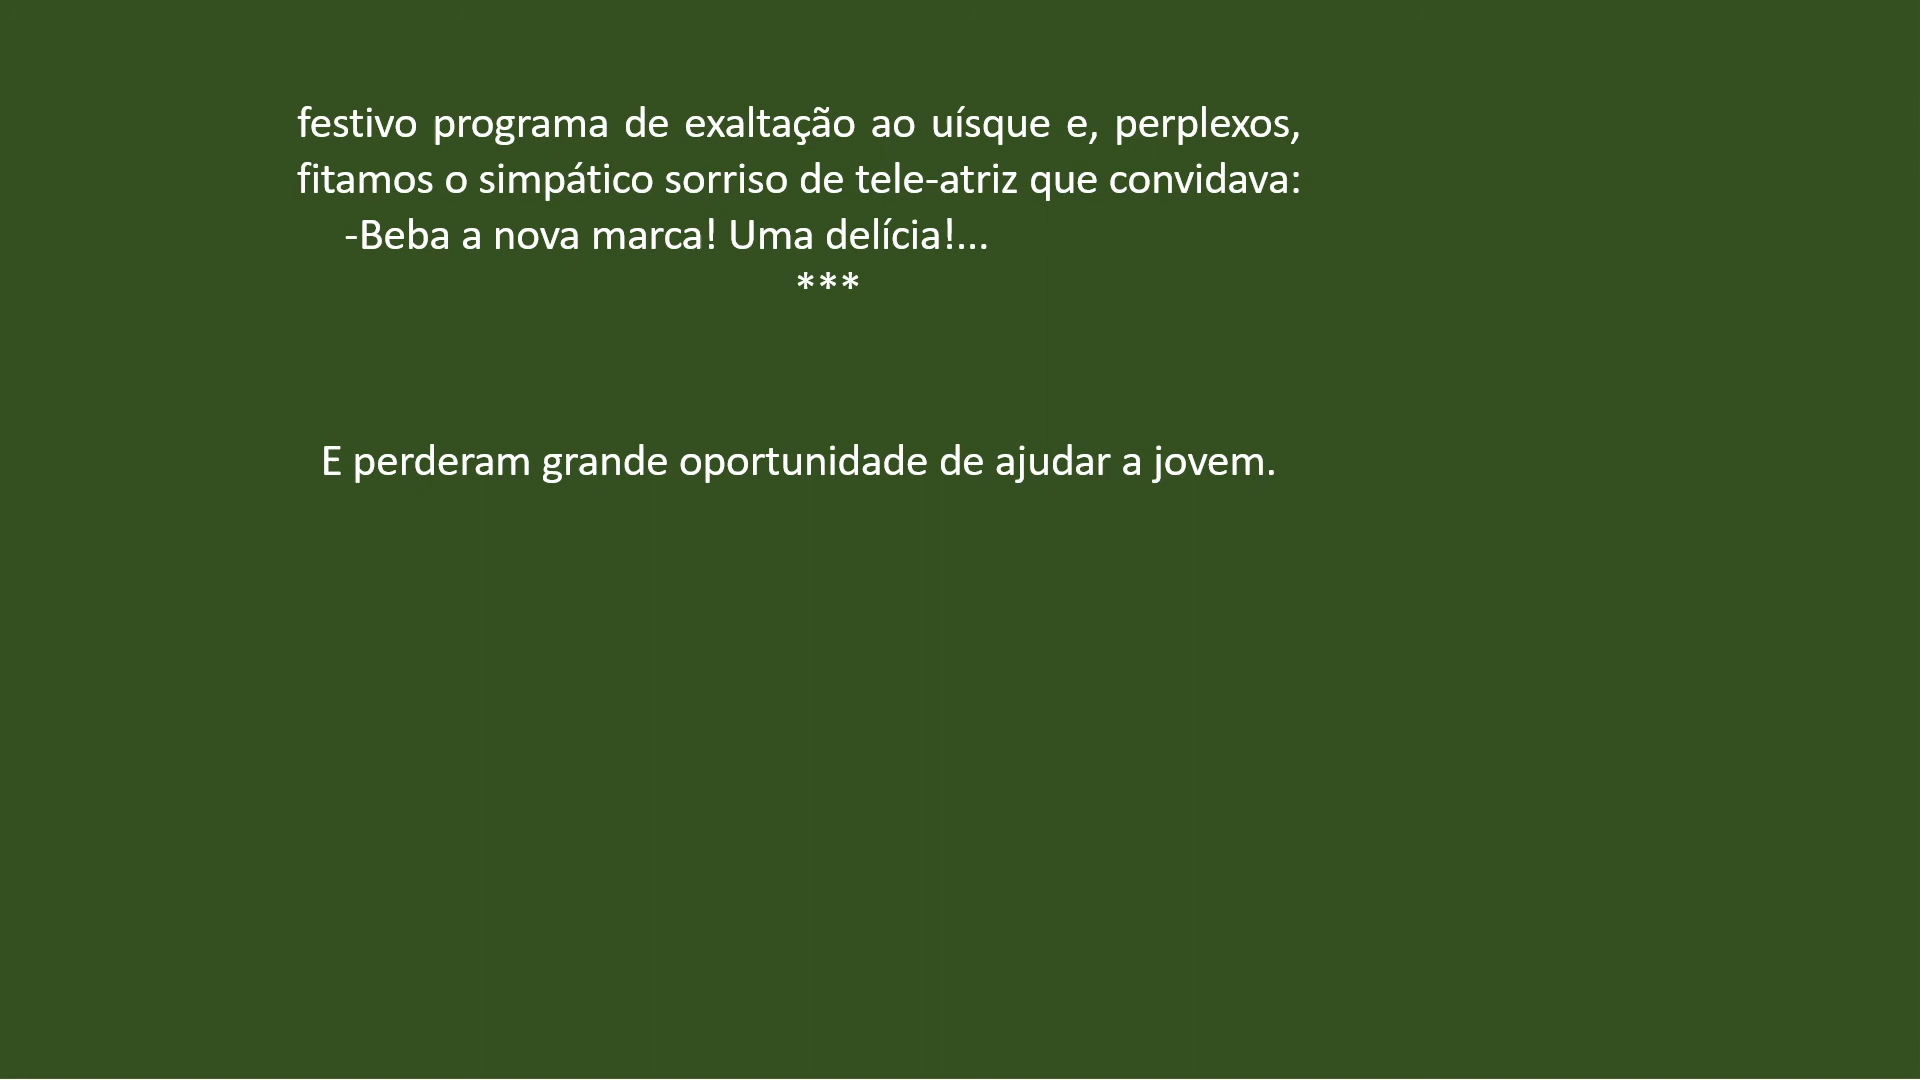 festivo programa de exaltação ao uísque e, perplexos,
fitamos o simpático sorriso de tele-atriz que convidava:
-Beba a nova marca! Uma delícia!...
***
E perderam grande oportunidade de ajudar a jovem.